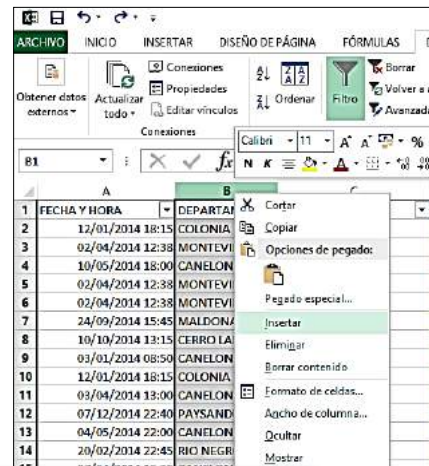 ARCHIVO INICIO INSERTAR DISEÑO DE PÁGINA FÓRMULAS
Obtener datos externos
Actualizar todo
Conexiones
Propiedades
Editar vínculos
Conexiones
Ordenar
Filtro
Borrar
Volver a a
Avanzada
Calibri 11 A A %
N K A
B1 fx
A B C
1 FECHA Y HORA DEPARTAM
2 12/01/2014 18:15 COLONIA
3 02/04/2014 12:38 MONTEVI
4 10/05/2014 18:00 CANELON
5 02/04/2014 12:38 MONTEVI
6 02/04/2014 12:38 MONTEVI
7 24/09/2014 15:45 MALDONA
8 10/10/2014 13:15 CERRO LA
9 03/01/2014 08:50 CANELON
10 12/01/2014 18:15 COLONIA
11 03/04/2014 13:00 CANELON
12 07/12/2014 22:40 PAYSAND
13 04/05/2014 22:00 CANELON
14 20/02/2014 22:45 RIO NEGR
Cortar
Copiar
Opciones de pegado:
Pegado especial...
Insertar
Eliminar
Borrar contenido
Formato de celdas...
Ancho de columna...
Ocultar
Mostrar